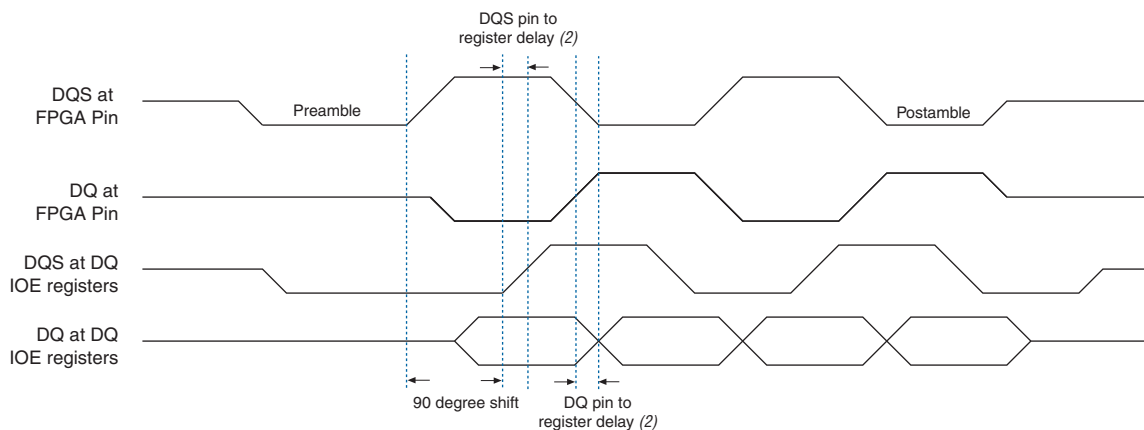 DQS pin to
register delay (2)
DQS at
FPGA Pin
Preamble
Postamble
DQ at
FPGA Pin
DQS at DQ
IOE registers
DQ at DQ
IOE registers
90 degree shift
DQ pin to
register delay (2)